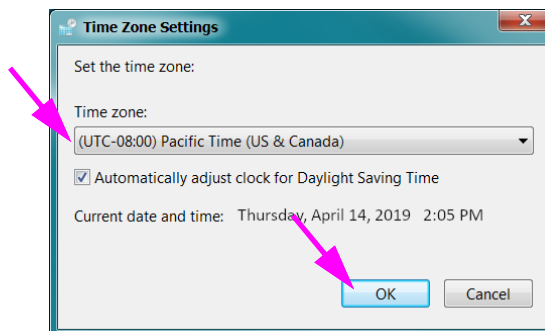 Time Zone Settings
Set the time zone:
Time zone:
(UTC-08:00) Pacific Time (US & Canada)
Automatically adjust clock for Daylight Saving Time
Current date and time: Thursday, April 14, 2019 2:05 PM
OK Cancel